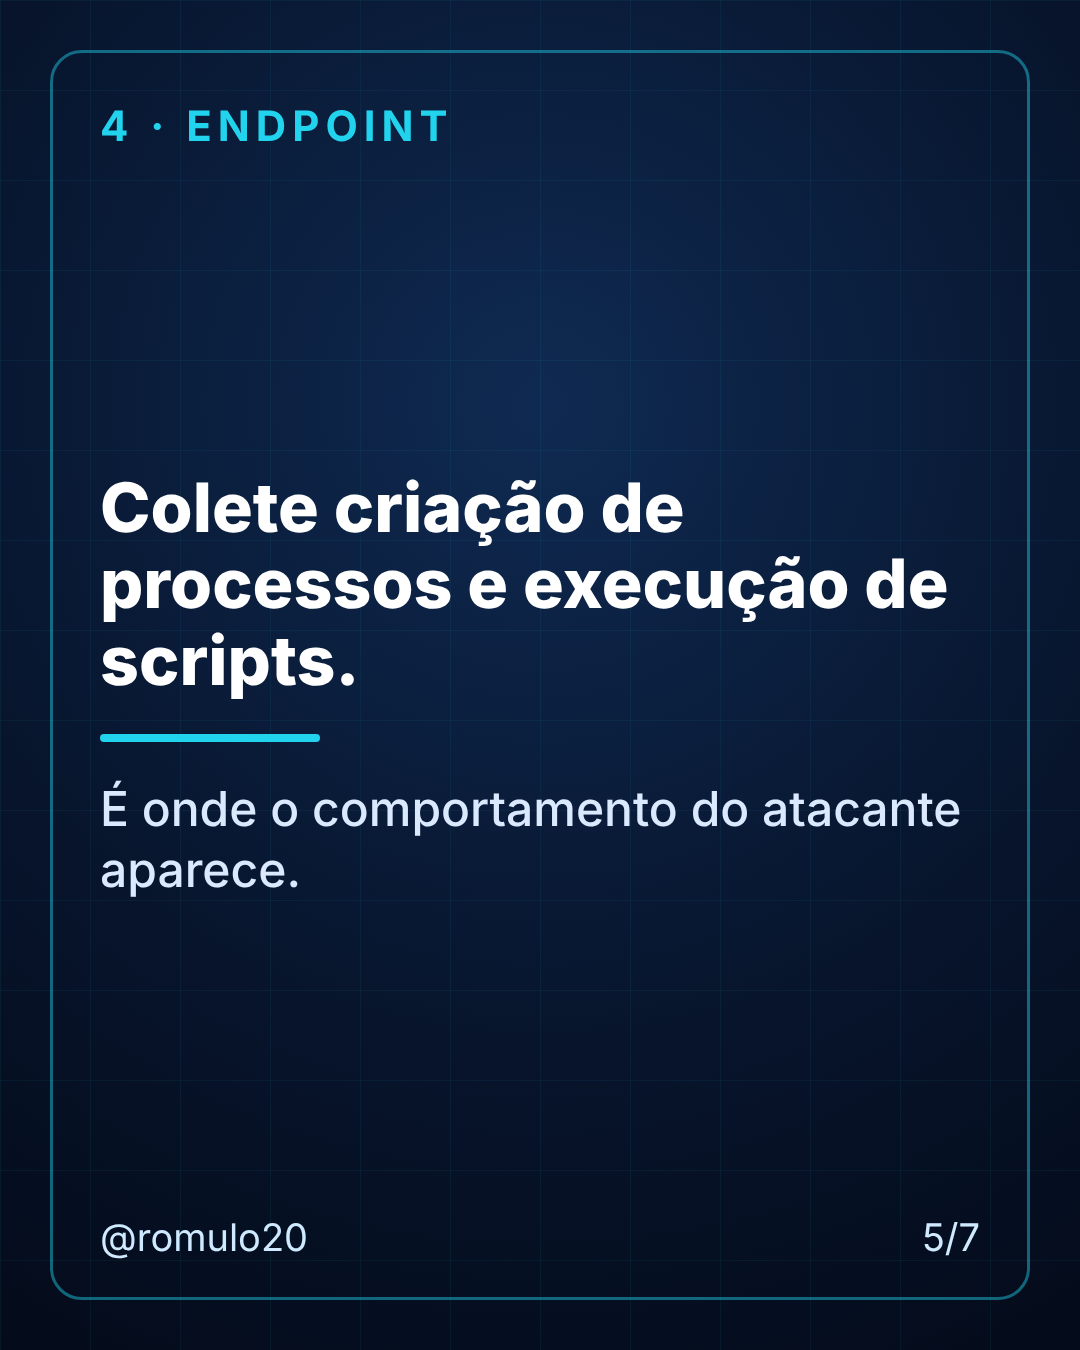 4 · ENDPOINT
Colete criação de
processos e execução de
scripts.
É onde o comportamento do atacante
aparece.
@romulo20
5/7